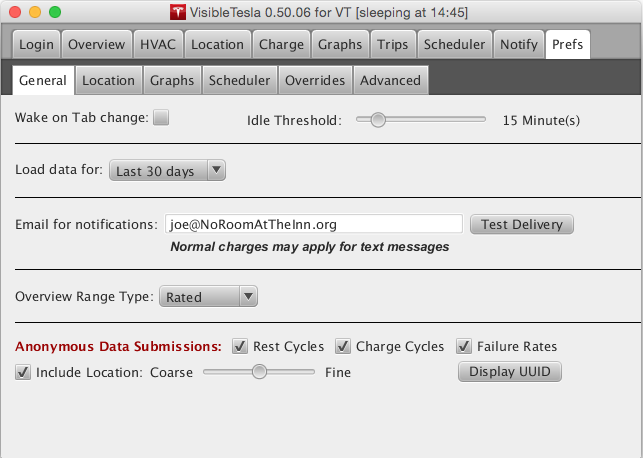 VisibleTesla 0.50.06 for VT [sleeping at 14:45]
Login Overview HVAC Location Charge Graphs Trips Scheduler Notify Prefs
General Location Graphs Scheduler Overrides Advanced
Wake on Tab change: Idle Threshold: 15 Minute(s)
Load data for: Last 30 days
Email for notifications: joe@NoRoomAtTheInn.org Test Delivery
Normal charges may apply for text messages
Overview Range Type: Rated
Anonymous Data Submissions: Rest Cycles Charge Cycles Failure Rates
Include Location: Coarse Fine Display UUID